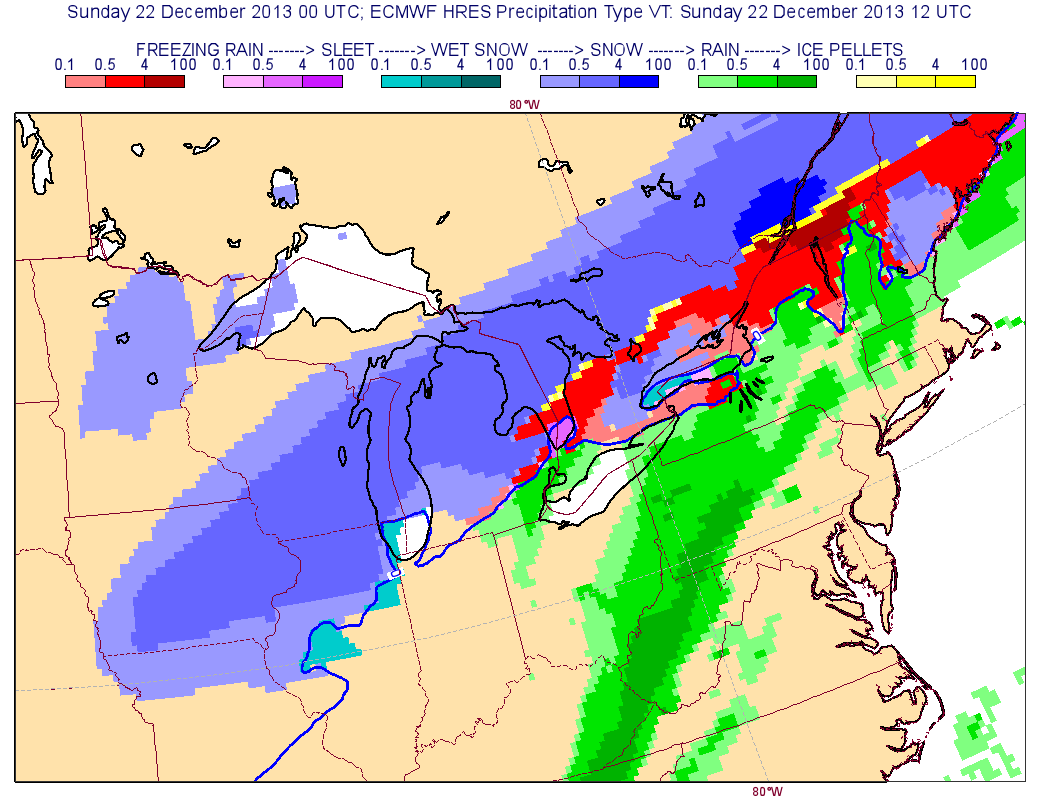 Sunday 22 December 2013 00 UTC; ECMWF HRES Precipitation Type VT: Sunday 22 December 2013 12 UTC
FREEZING RAIN -------> SLEET -------> WET SNOW -------> SNOW -------> RAIN -------> ICE PELLETS
0.1 0.5 4 100 0.1 0.5 4 100 0.1 0.5 4 100 0.1 0.5 4 100 0.1 0.5 4 100 0.1 0.5 4 100
80°W
80°W